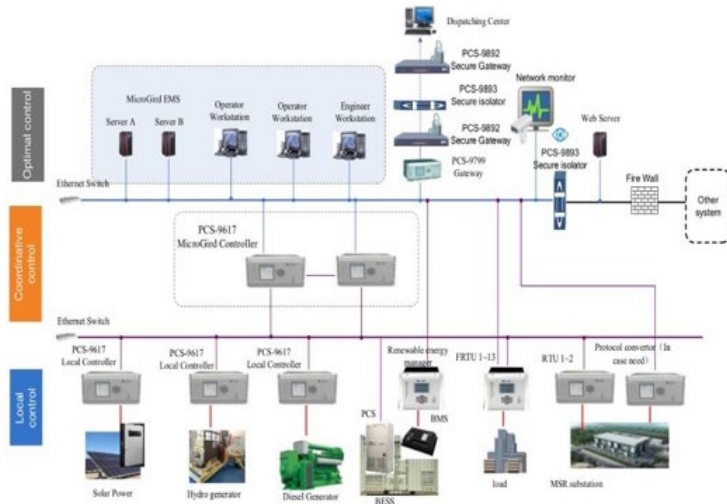 Dispatching Center
PCS-9892
Secure Gateway
PCS-9893
Secure isolator
PCS-9892
Secure Gateway
PCS-9799
Gateway
Network monitor
Web Server
PCS-9893
Secure isolator
Fire Wall
Other
system
Optimal control
MicroGird EMS
Server A
Server B
Operator
Workstation
Operator
Workstation
Engineer
Workstation
Ethernet Switch
Coordinative
control
PCS-9617
MicroGird Controller
Ethernet Switch
Local
control
PCS-9617
Local Controller
PCS-9617
Local Controller
PCS-9617
Local Controller
Renewable energy
manager
FRTU 1~13
RTU 1~2
Protocol convertor (In
case need)
PCS
BMS
Solar Power
Hydro generator
Diesel Generator
BESS
load
MSR substation